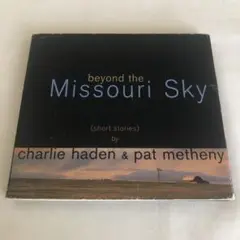 beyond the
Missouri Sky
(short stories)
by
charlie haden & pat metheny